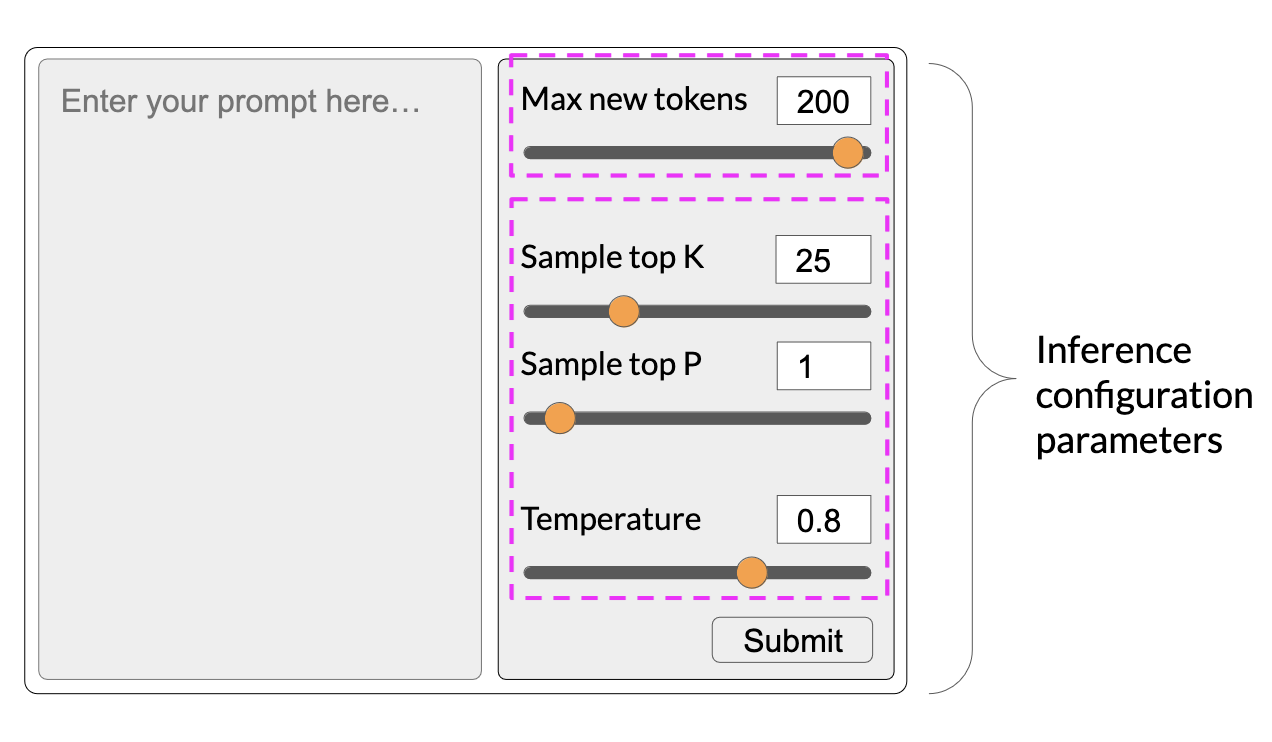 Enter your prompt here…
Max new tokens 200
Sample top K 25
Sample top P 1
Temperature 0.8
Submit
Inference
configuration
parameters